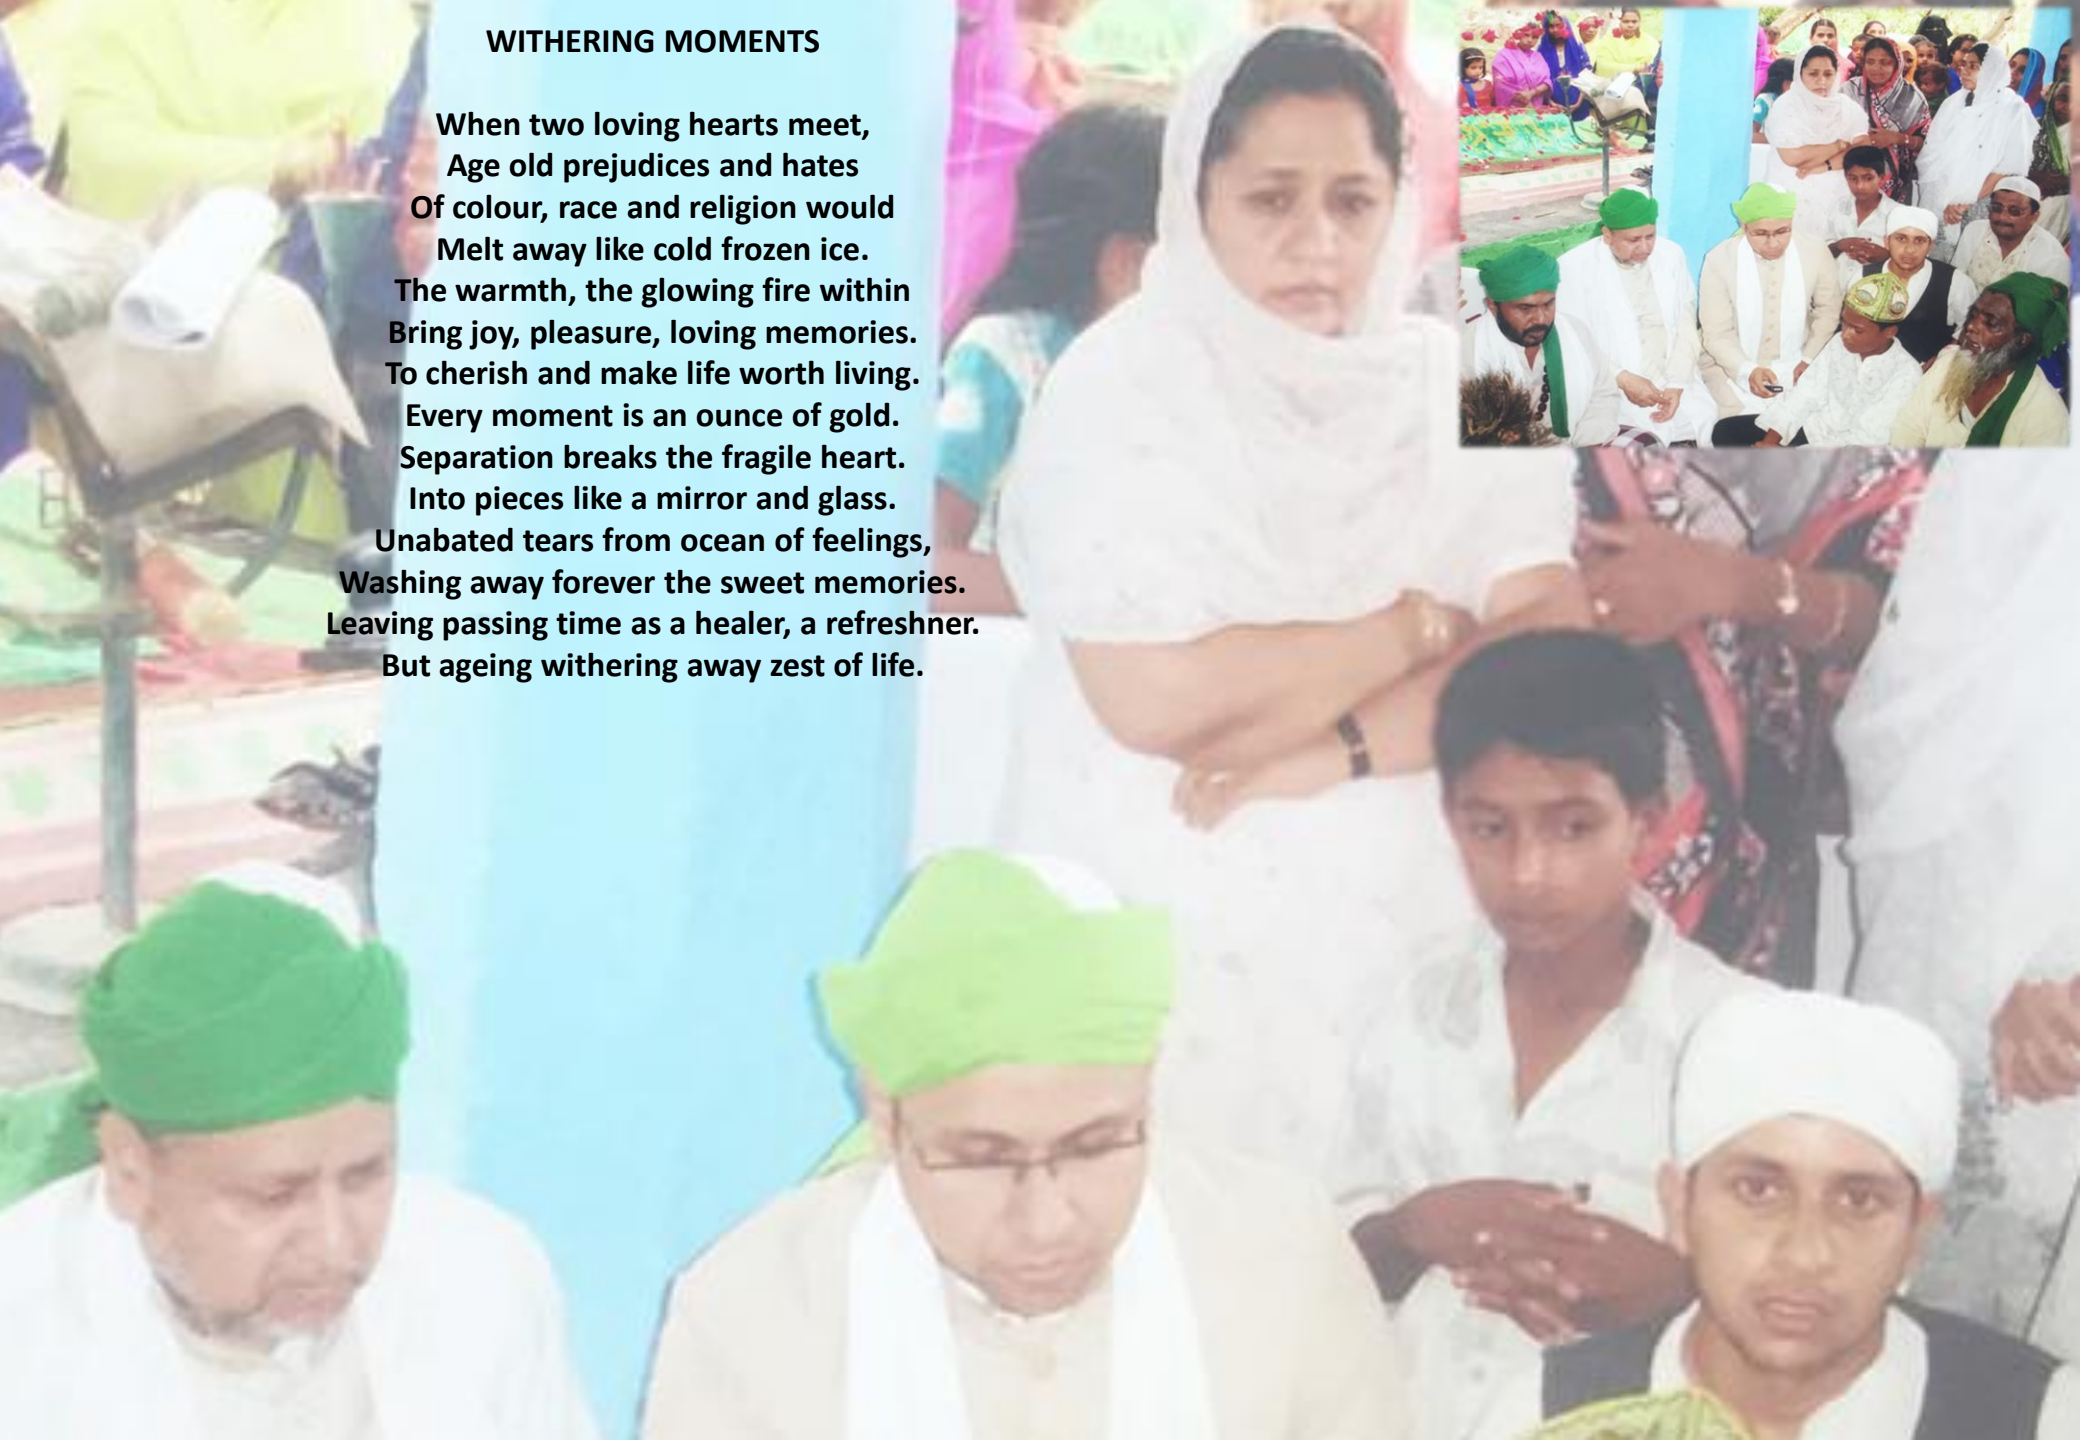 WITHERING MOMENTS
When two loving hearts meet,
Age old prejudices and hates
Of colour, race and religion would
Melt away like cold frozen ice.
The warmth, the glowing fire within
Bring joy, pleasure, loving memories.
To cherish and make life worth living.
Every moment is an ounce of gold.
Separation breaks the fragile heart.
Into pieces like a mirror and glass.
Unabated tears from ocean of feelings,
Washing away forever the sweet memories.
Leaving passing time as a healer, a refreshner.
But ageing withering away zest of life.